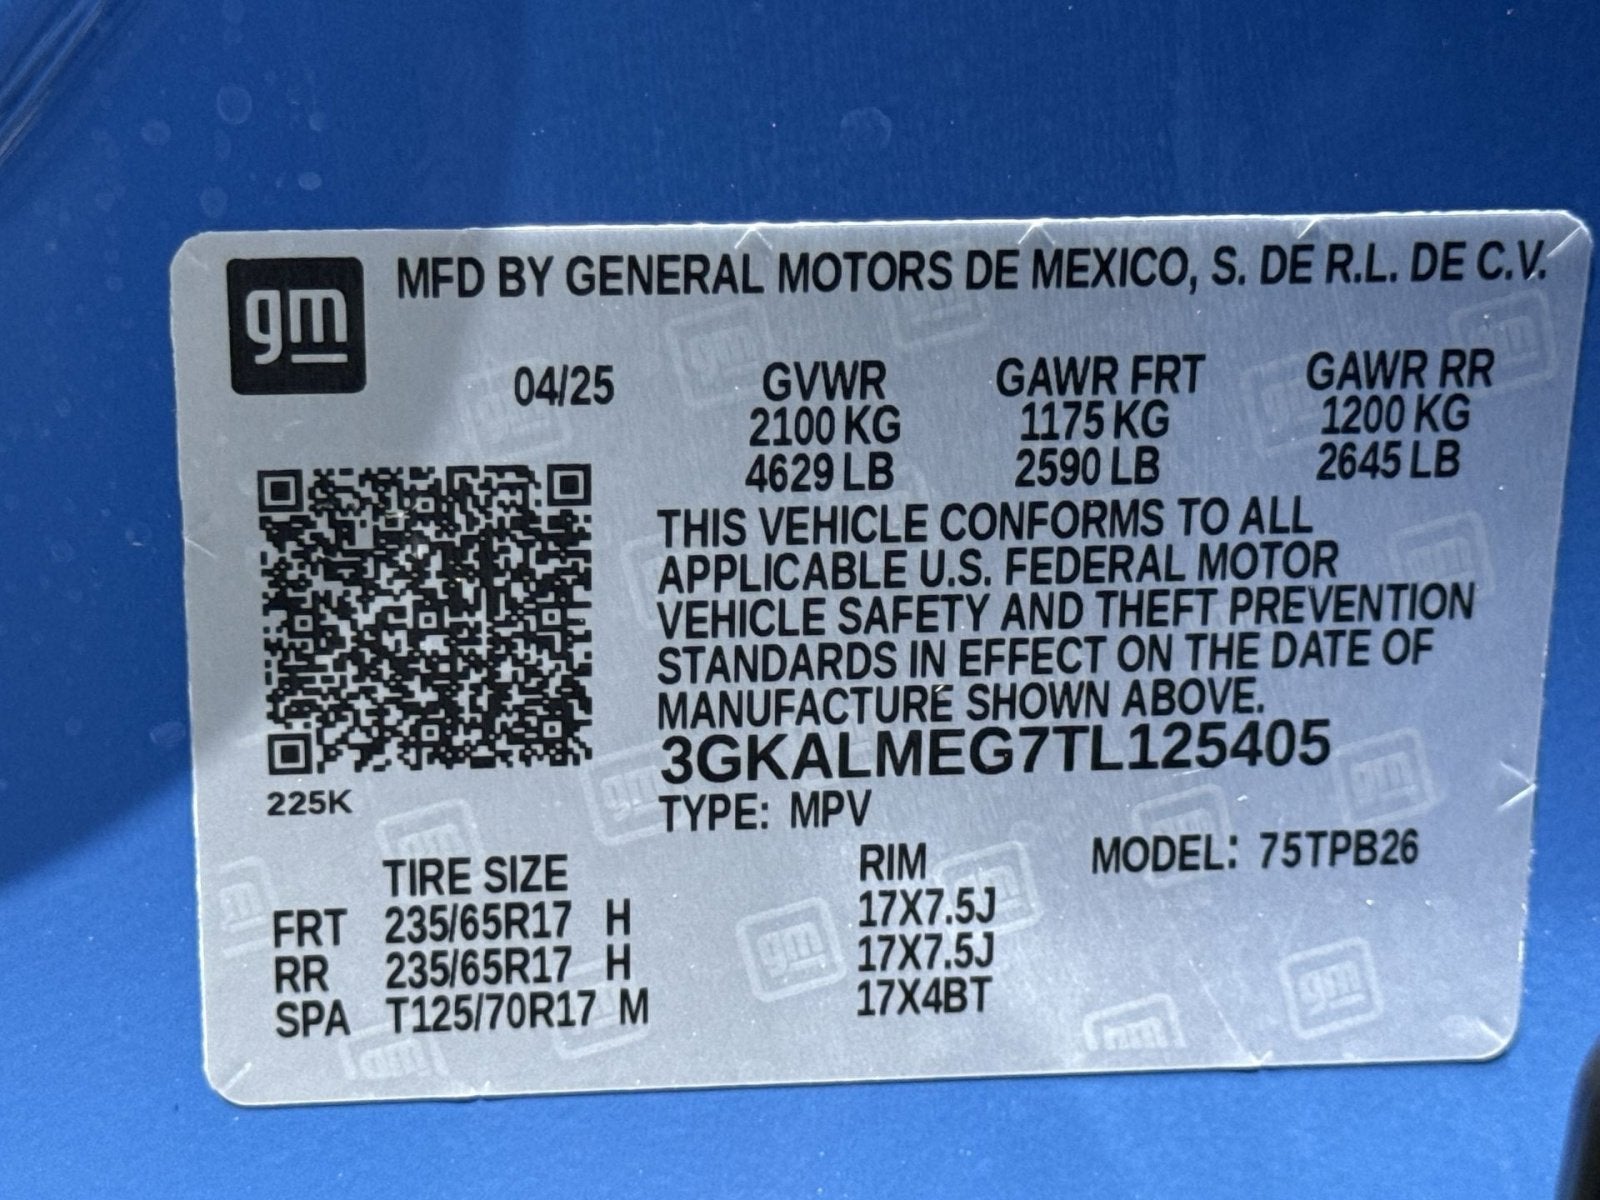 gm
MFD BY GENERAL MOTORS DE MEXICO, S. DE R.L. DE C.V.
04/25 GVWR GAWR FRT GAWR RR
2100 KG 1175 KG 1200 KG
4629 LB 2590 LB 2645 LB
THIS VEHICLE CONFORMS TO ALL
APPLICABLE U.S. FEDERAL MOTOR
VEHICLE SAFETY AND THEFT PREVENTION
STANDARDS IN EFFECT ON THE DATE OF
MANUFACTURE SHOWN ABOVE.
3GKALMEG7TL125405
225K
TYPE: MPV
TIRE SIZE RIM MODEL: 75TPB26
FRT 235/65R17 H 17X7.5J
RR 235/65R17 H 17X7.5J
SPA T125/70R17 M 17X4BT